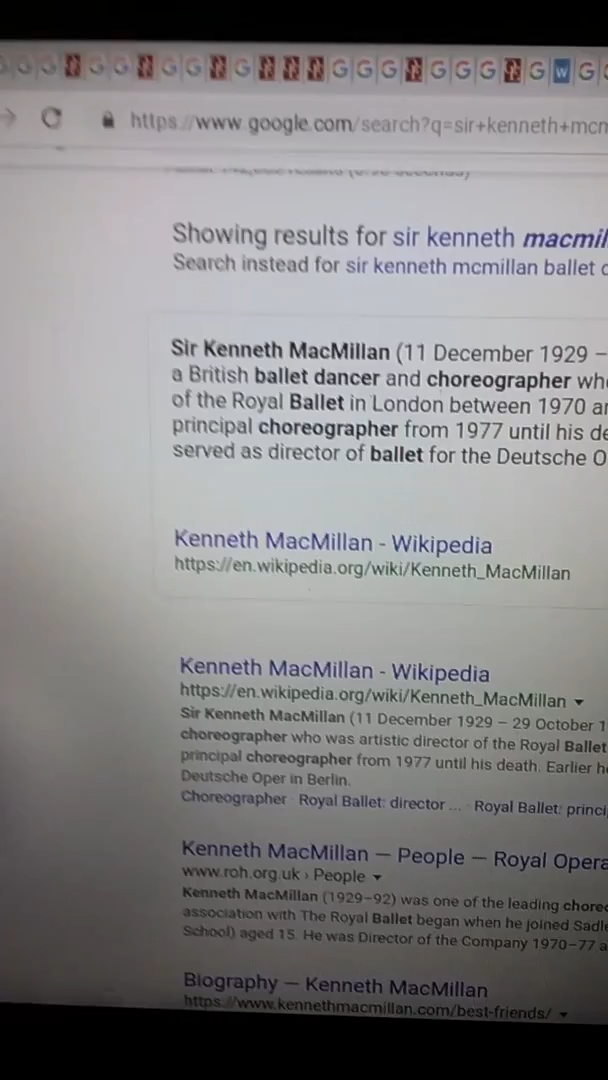 https://www.google.com/search?q=sir+kenneth+mcm
Showing results for sir kenneth macmil
Search instead for sir kenneth mcmillan ballet c
Sir Kenneth MacMillan (11 December 1929 –
a British ballet dancer and choreographer who
of the Royal Ballet in London between 1970 an
principal choreographer from 1977 until his de
served as director of ballet for the Deutsche O
Kenneth MacMillan - Wikipedia
https://en.wikipedia.org/wiki/Kenneth_MacMillan
Kenneth MacMillan - Wikipedia
https://en.wikipedia.org/wiki/Kenneth_MacMillan
Sir Kenneth MacMillan (11 December 1929 – 29 October 1
choreographer who was artistic director of the Royal Ballet
principal choreographer from 1977 until his death. Earlier he
Deutsche Oper in Berlin.
Choreographer · Royal Ballet: director ... · Royal Ballet: princi
Kenneth MacMillan — People — Royal Opera
www.roh.org.uk › People
Kenneth MacMillan (1929–92) was one of the leading choreo
association with The Royal Ballet began when he joined Sadle
School) aged 15. He was Director of the Company 1970–77 a
Biography — Kenneth MacMillan
https://www.kennethmacmillan.com/best-friends/